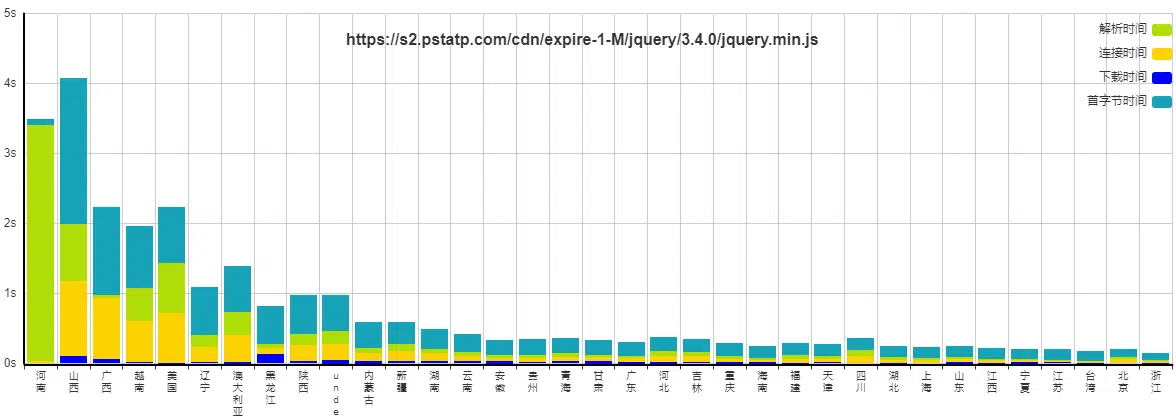 5s
https://s2.pstatp.com/cdn/expire-1-M/jquery/3.4.0/jquery.min.js
解析时间
连接时间
下载时间
首字节时间
4s
3s
2s
1s
0s
河南
山西
广西
越南
美国
辽宁
澳大利亚
黑龙江
陕西
unde
内蒙古
新疆
湖南
云南
安徽
贵州
青海
甘肃
广东
河北
吉林
重庆
海南
福建
天津
四川
湖北
上海
山东
江西
宁夏
江苏
台湾
北京
浙江